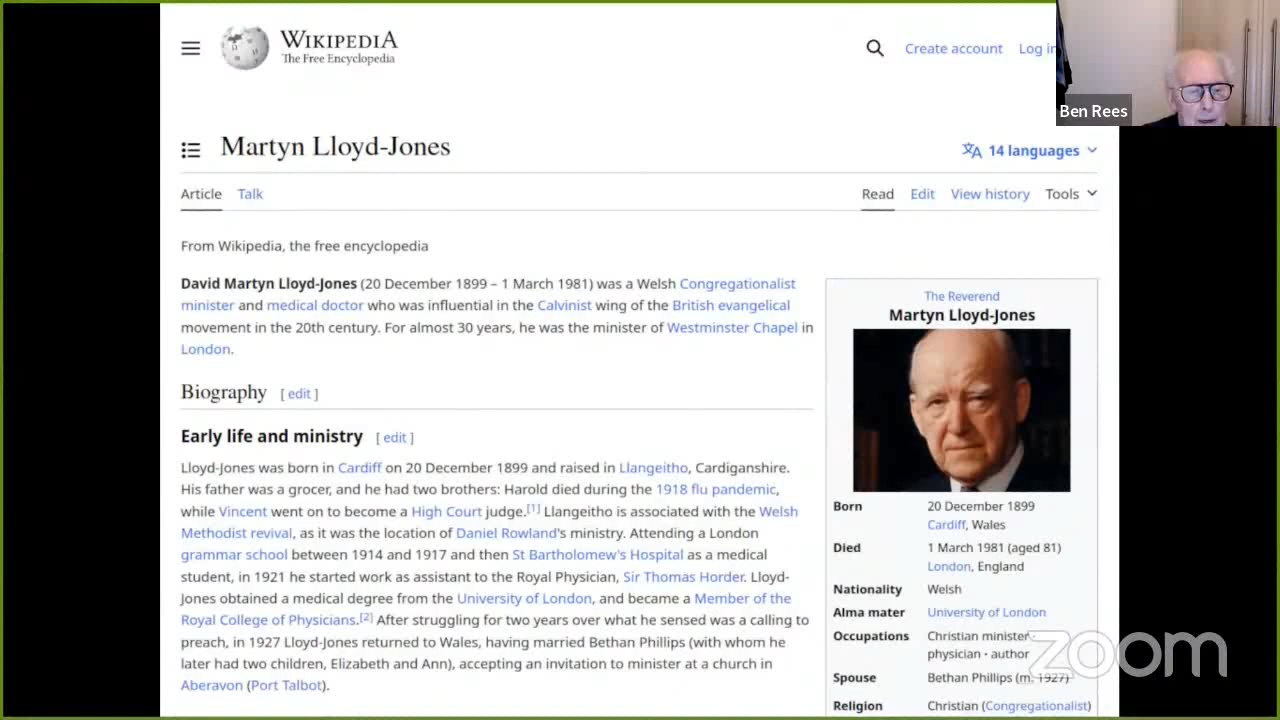 WIKIPEDIA
The Free Encyclopedia
Create account Log in
Ben Rees
Martyn Lloyd-Jones
14 languages
Article Talk
Read Edit View history Tools
From Wikipedia, the free encyclopedia
David Martyn Lloyd-Jones (20 December 1899 – 1 March 1981) was a Welsh Congregationalist
minister and medical doctor who was influential in the Calvinist wing of the British evangelical
movement in the 20th century. For almost 30 years, he was the minister of Westminster Chapel in
London.
Biography [ edit ]
Early life and ministry [ edit ]
Lloyd-Jones was born in Cardiff on 20 December 1899 and raised in Llangeitho, Cardiganshire.
His father was a grocer, and he had two brothers: Harold died during the 1918 flu pandemic,
while Vincent went on to become a High Court judge.[1] Llangeitho is associated with the Welsh
Methodist revival, as it was the location of Daniel Rowland's ministry. Attending a London
grammar school between 1914 and 1917 and then St Bartholomew's Hospital as a medical
student, in 1921 he started work as assistant to the Royal Physician, Sir Thomas Horder. Lloyd-
Jones obtained a medical degree from the University of London, and became a Member of the
Royal College of Physicians.[2] After struggling for two years over what he sensed was a calling to
preach, in 1927 Lloyd-Jones returned to Wales, having married Bethan Phillips (with whom he
later had two children, Elizabeth and Ann), accepting an invitation to minister at a church in
Aberavon (Port Talbot).
The Reverend
Martyn Lloyd-Jones
Born 20 December 1899
Cardiff, Wales
Died 1 March 1981 (aged 81)
London, England
Nationality Welsh
Alma mater University of London
Occupations Christian minister ·
physician · author
Spouse Bethan Phillips (m. 1927)
Religion Christian (Congregationalist)
zoom